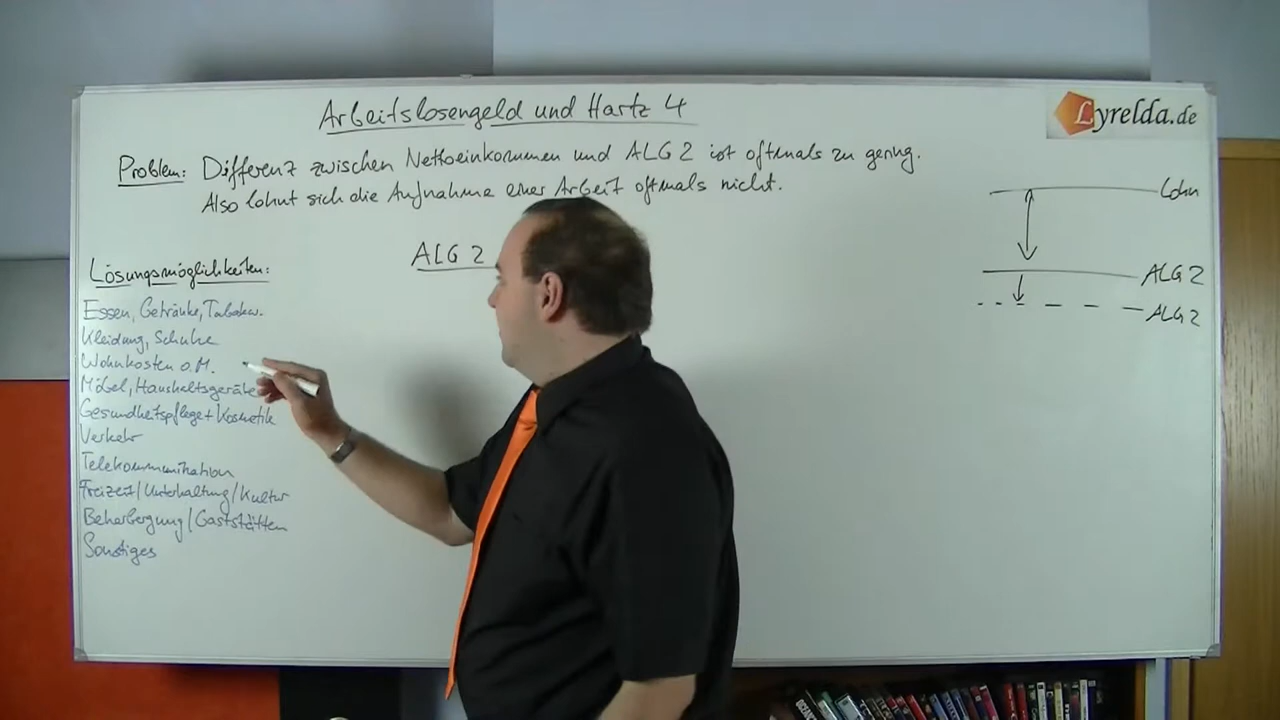 Arbeitslosengeld und Hartz 4
Lyrelda.de
Problem: Differenz zwischen Nettoeinkommen und ALG 2 ist oftmals zu gering.
Also lohnt sich die Aufnahme einer Arbeit oftmals nicht.
Lohn
ALG 2
ALG 2
ALG 2
Lösungsmöglichkeiten:
Essen, Getränke, Tabakw.
Kleidung, Schuhe
Wohnkosten o.M.
Möbel, Haushaltsgeräte
Gesundheitspflege + Kosmetik
Verkehr
Telekommunikation
Freizeit/Unterhaltung/Kultur
Beherbergung/Gaststätten
Sonstiges